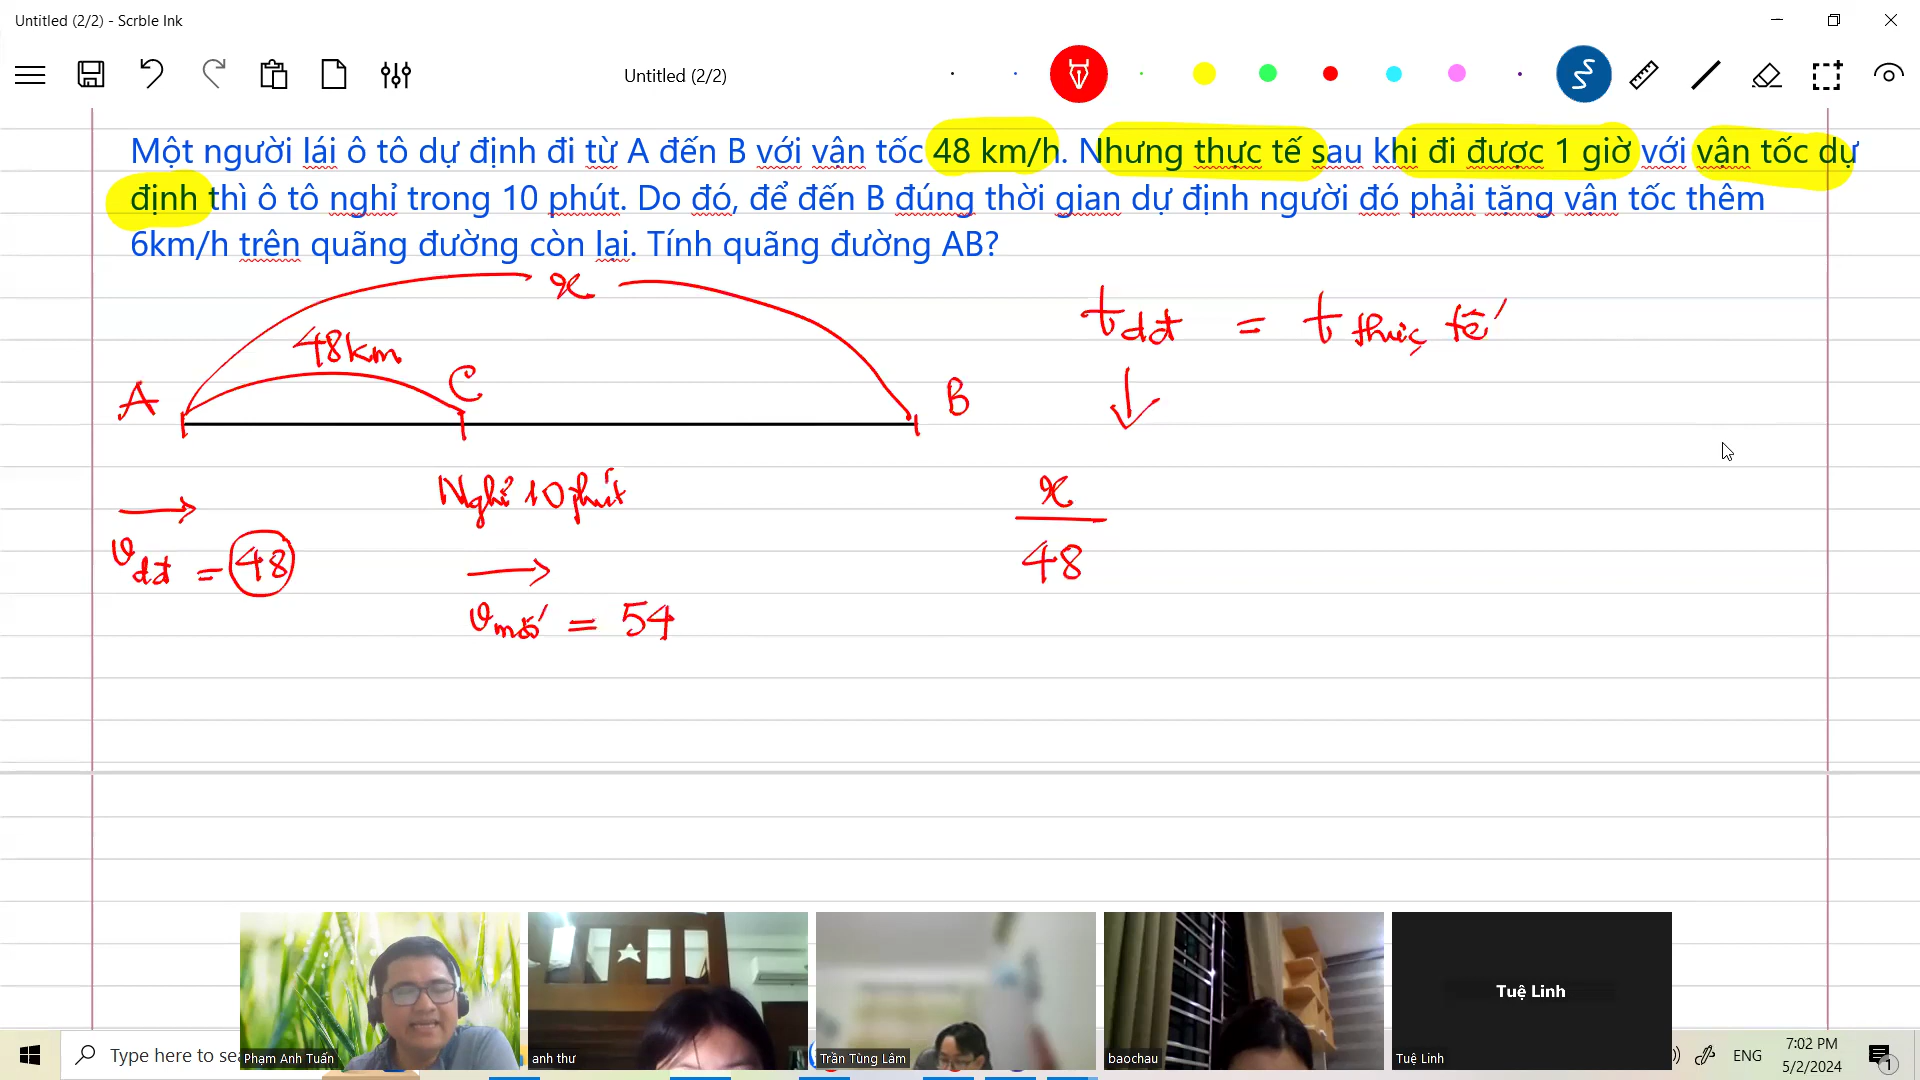 Untitled (2/2) - Scrble Ink
Untitled (2/2)
Một người lái ô tô dự định đi từ A đến B với vận tốc 48 km/h. Nhưng thực tế sau khi đi được 1 giờ với vận tốc dự
định thì ô tô nghỉ trong 10 phút. Do đó, để đến B đúng thời gian dự định người đó phải tăng vận tốc thêm
6km/h trên quãng đường còn lại. Tính quãng đường AB?
x
t dđ = t thực tế
48km
A C B
Nghỉ 10 phút
x
48
v dđ = 48
v mới = 54
Tuệ Linh
Phạm Anh Tuấn
anh thư
Trần Tùng Lâm
baochau
Tuệ Linh
Type here to se
ENG
7:02 PM
5/2/2024
1